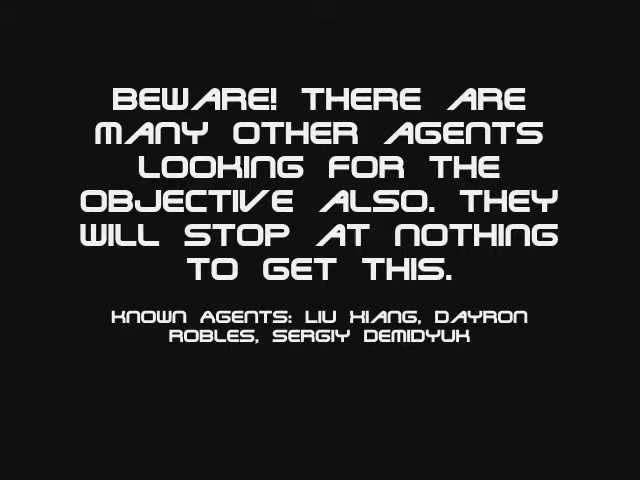 BEWARE! THERE ARE
MANY OTHER AGENTS
LOOKING FOR THE
OBJECTIVE ALSO. THEY
WILL STOP AT NOTHING
TO GET THIS.
KNOWN AGENTS: LIU XIANG, DAYRON
ROBLES, SERGIY DEMIDYUK